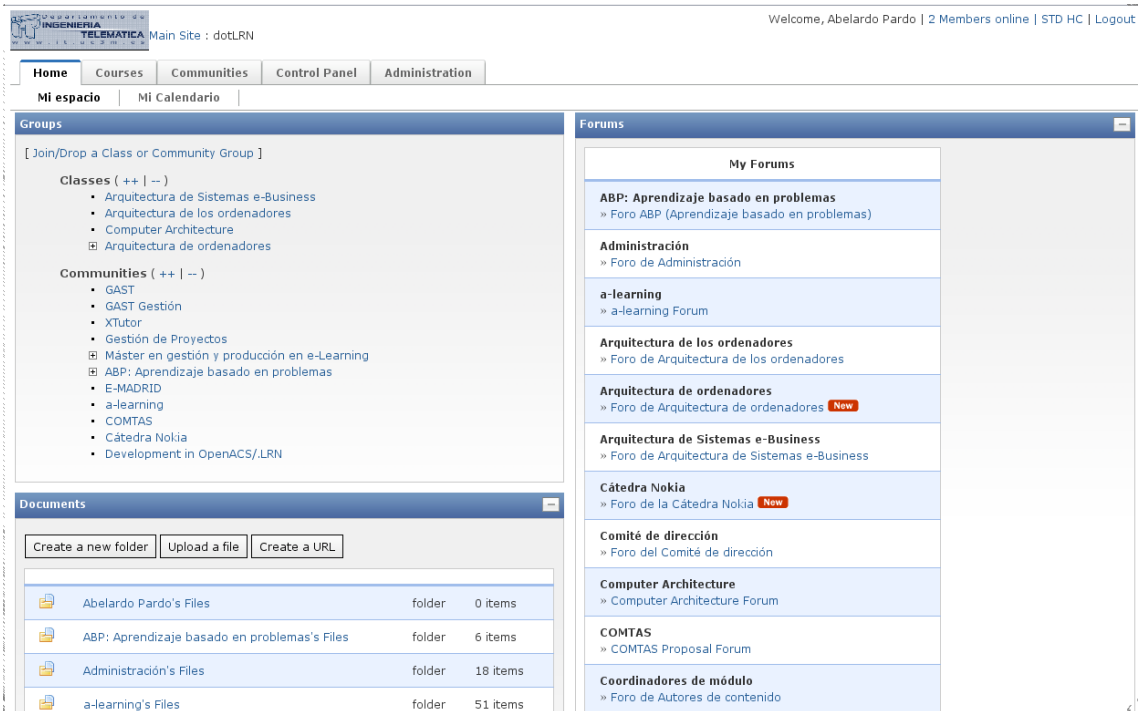 Departamento de
INGENIERIA
TELEMATICA
www.it.uc3m.es
Main Site : dotLRN
Welcome, Abelardo Pardo | 2 Members online | STD HC | Logout
Home
Courses
Communities
Control Panel
Administration
Mi espacio
Mi Calendario
Groups
[ Join/Drop a Class or Community Group ]
Classes ( ++ | -- )
Arquitectura de Sistemas e-Business
Arquitectura de los ordenadores
Computer Architecture
Arquitectura de ordenadores
Communities ( ++ | -- )
GAST
GAST Gestión
XTutor
Gestión de Proyectos
Máster en gestión y producción en e-Learning
ABP: Aprendizaje basado en problemas
E-MADRID
a-learning
COMTAS
Cátedra Nokia
Development in OpenACS/.LRN
Documents
Create a new folder
Upload a file
Create a URL
Abelardo Pardo's Files folder 0 items
ABP: Aprendizaje basado en problemas's Files folder 6 items
Administración's Files folder 18 items
a-learning's Files folder 51 items
Forums
My Forums
ABP: Aprendizaje basado en problemas
» Foro ABP (Aprendizaje basado en problemas)
Administración
» Foro de Administración
a-learning
» a-learning Forum
Arquitectura de los ordenadores
» Foro de Arquitectura de los ordenadores
Arquitectura de ordenadores
» Foro de Arquitectura de ordenadores New
Arquitectura de Sistemas e-Business
» Foro de Arquitectura de Sistemas e-Business
Cátedra Nokia
» Foro de la Cátedra Nokia New
Comité de dirección
» Foro del Comité de dirección
Computer Architecture
» Computer Architecture Forum
COMTAS
» COMTAS Proposal Forum
Coordinadores de módulo
» Foro de Autores de contenido